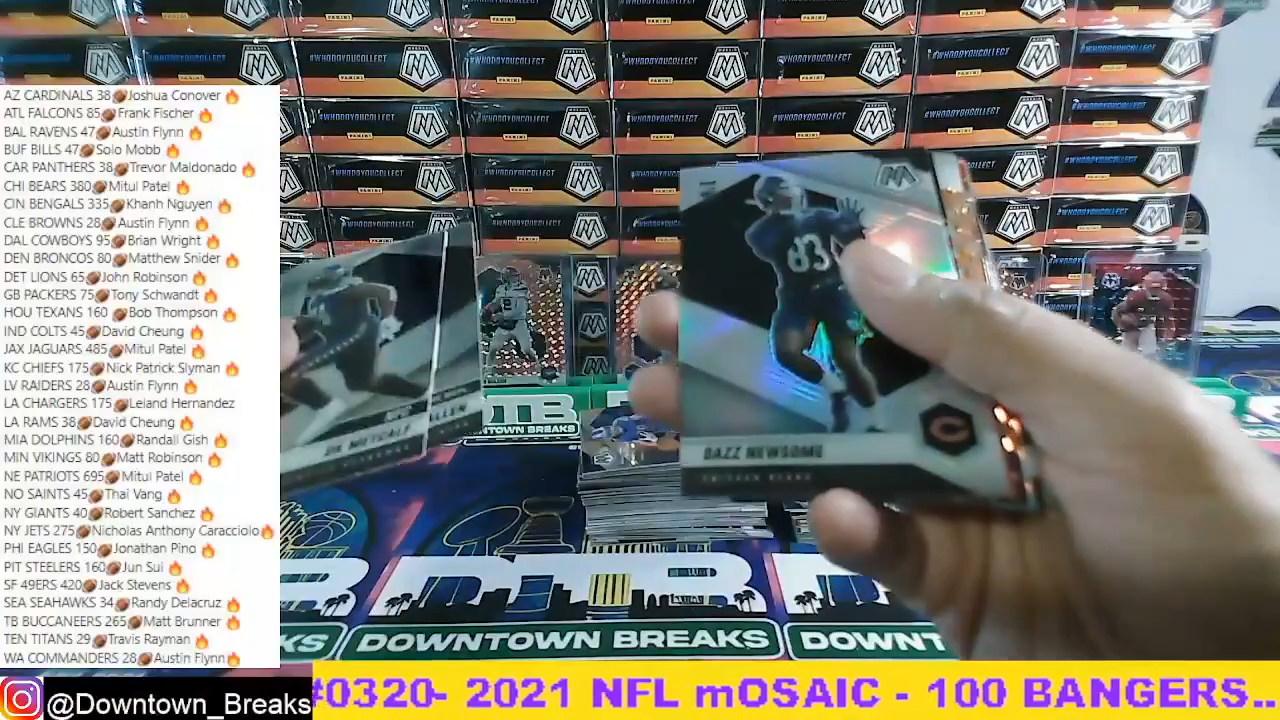 #WHODOYOUCOLLECT
PANINI
AZ CARDINALS 38🏈Joshua Conover 🔥
ATL FALCONS 85🏈Frank Fischer 🔥
BAL RAVENS 47🏈Austin Flynn 🔥
BUF BILLS 47🏈Solo Mobb 🔥
CAR PANTHERS 38🏈Trevor Maldonado 🔥
CHI BEARS 380🏈Mitul Patel 🔥
CIN BENGALS 335🏈Khanh Nguyen 🔥
CLE BROWNS 28🏈Austin Flynn 🔥
DAL COWBOYS 95🏈Brian Wright 🔥
DEN BRONCOS 80🏈Matthew Snider 🔥
DET LIONS 65🏈John Robinson 🔥
GB PACKERS 75🏈Tony Schwandt 🔥
HOU TEXANS 160 🏈Bob Thompson 🔥
IND COLTS 45🏈David Cheung 🔥
JAX JAGUARS 485🏈Mitul Patel 🔥
KC CHIEFS 175🏈Nick Patrick Slyman 🔥
LV RAIDERS 28🏈Austin Flynn 🔥
LA CHARGERS 175🏈Leland Hernandez
LA RAMS 38🏈David Cheung 🔥
MIA DOLPHINS 160🏈Randall Gish 🔥
MIN VIKINGS 80🏈Matt Robinson 🔥
NE PATRIOTS 695🏈Mitul Patel 🔥
NO SAINTS 45🏈Thai Vang 🔥
NY GIANTS 40🏈Robert Sanchez 🔥
NY JETS 275🏈Nicholas Anthony Caracciolo🔥
PHI EAGLES 150🏈Jonathan Pino 🔥
PIT STEELERS 160🏈Jun Sui 🔥
SF 49ERS 420🏈Jack Stevens 🔥
SEA SEAHAWKS 34🏈Randy Delacruz 🔥
TB BUCCANEERS 265🏈Matt Brunner 🔥
TEN TITANS 29🏈Travis Rayman 🔥
WA COMMANDERS 28🏈Austin Flynn🔥
83
DAZZ NEWSOME
CHICAGO BEARS
DK METCALF
DTB
DOWNTOWN BREAKS
DTB
DOWNTOWN BREAKS
@Downtown_Breaks
#0320- 2021 NFL mOSAIC - 100 BANGERS...